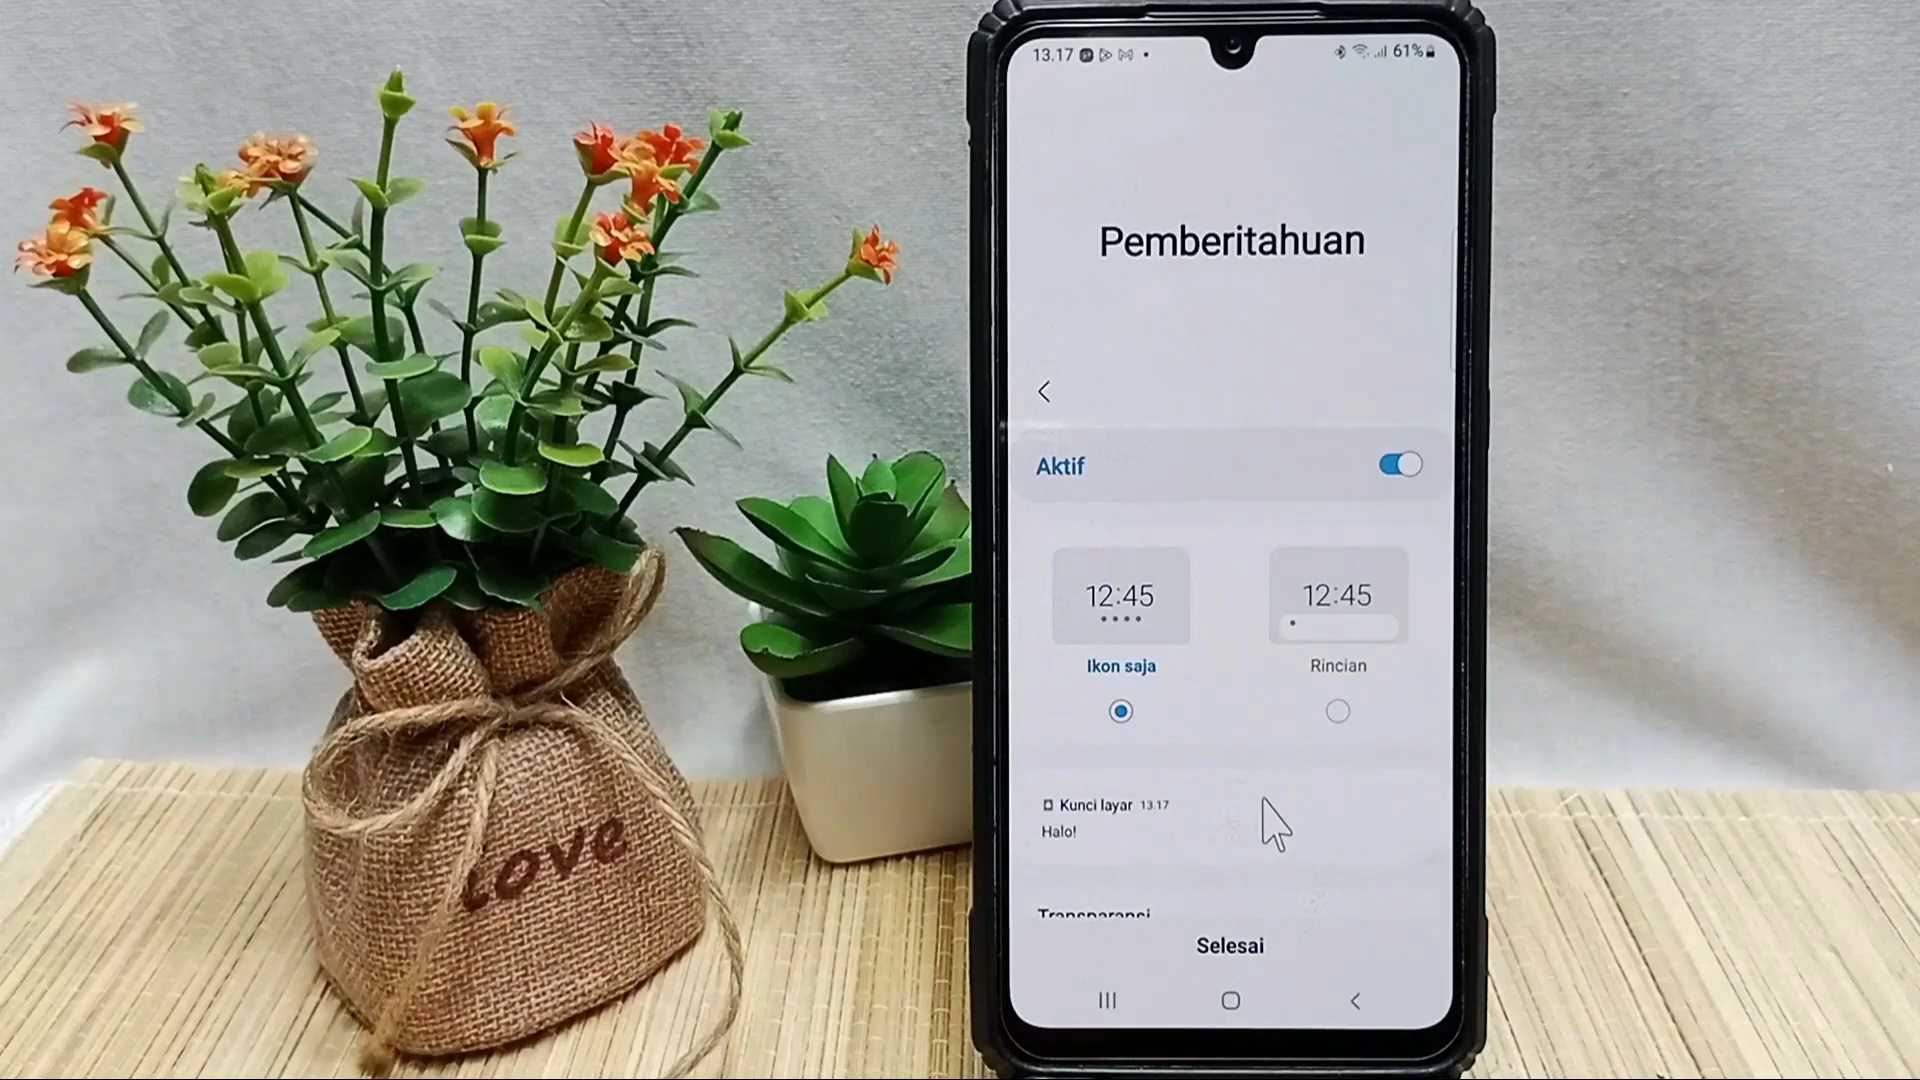 13.17
61%
Pemberitahuan
Aktif
12:45
12:45
Ikon saja
Rincian
Kunci layar 13.17
Halo!
Transparansi
Selesai
Love